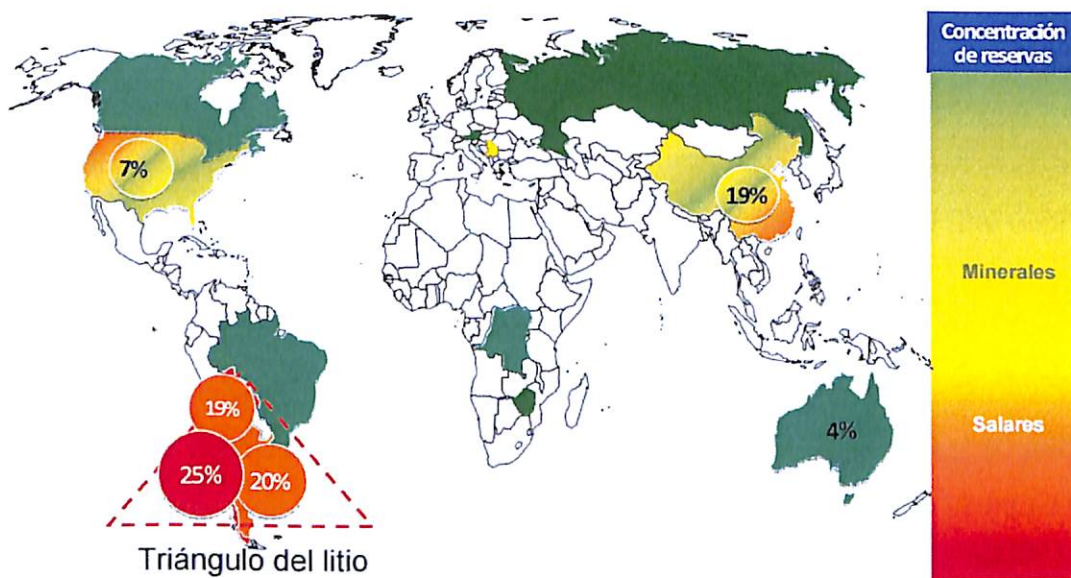 Concentración
de reservas
7%
19%
Minerales
19%
Salares
4%
25%
20%
Triángulo del litio